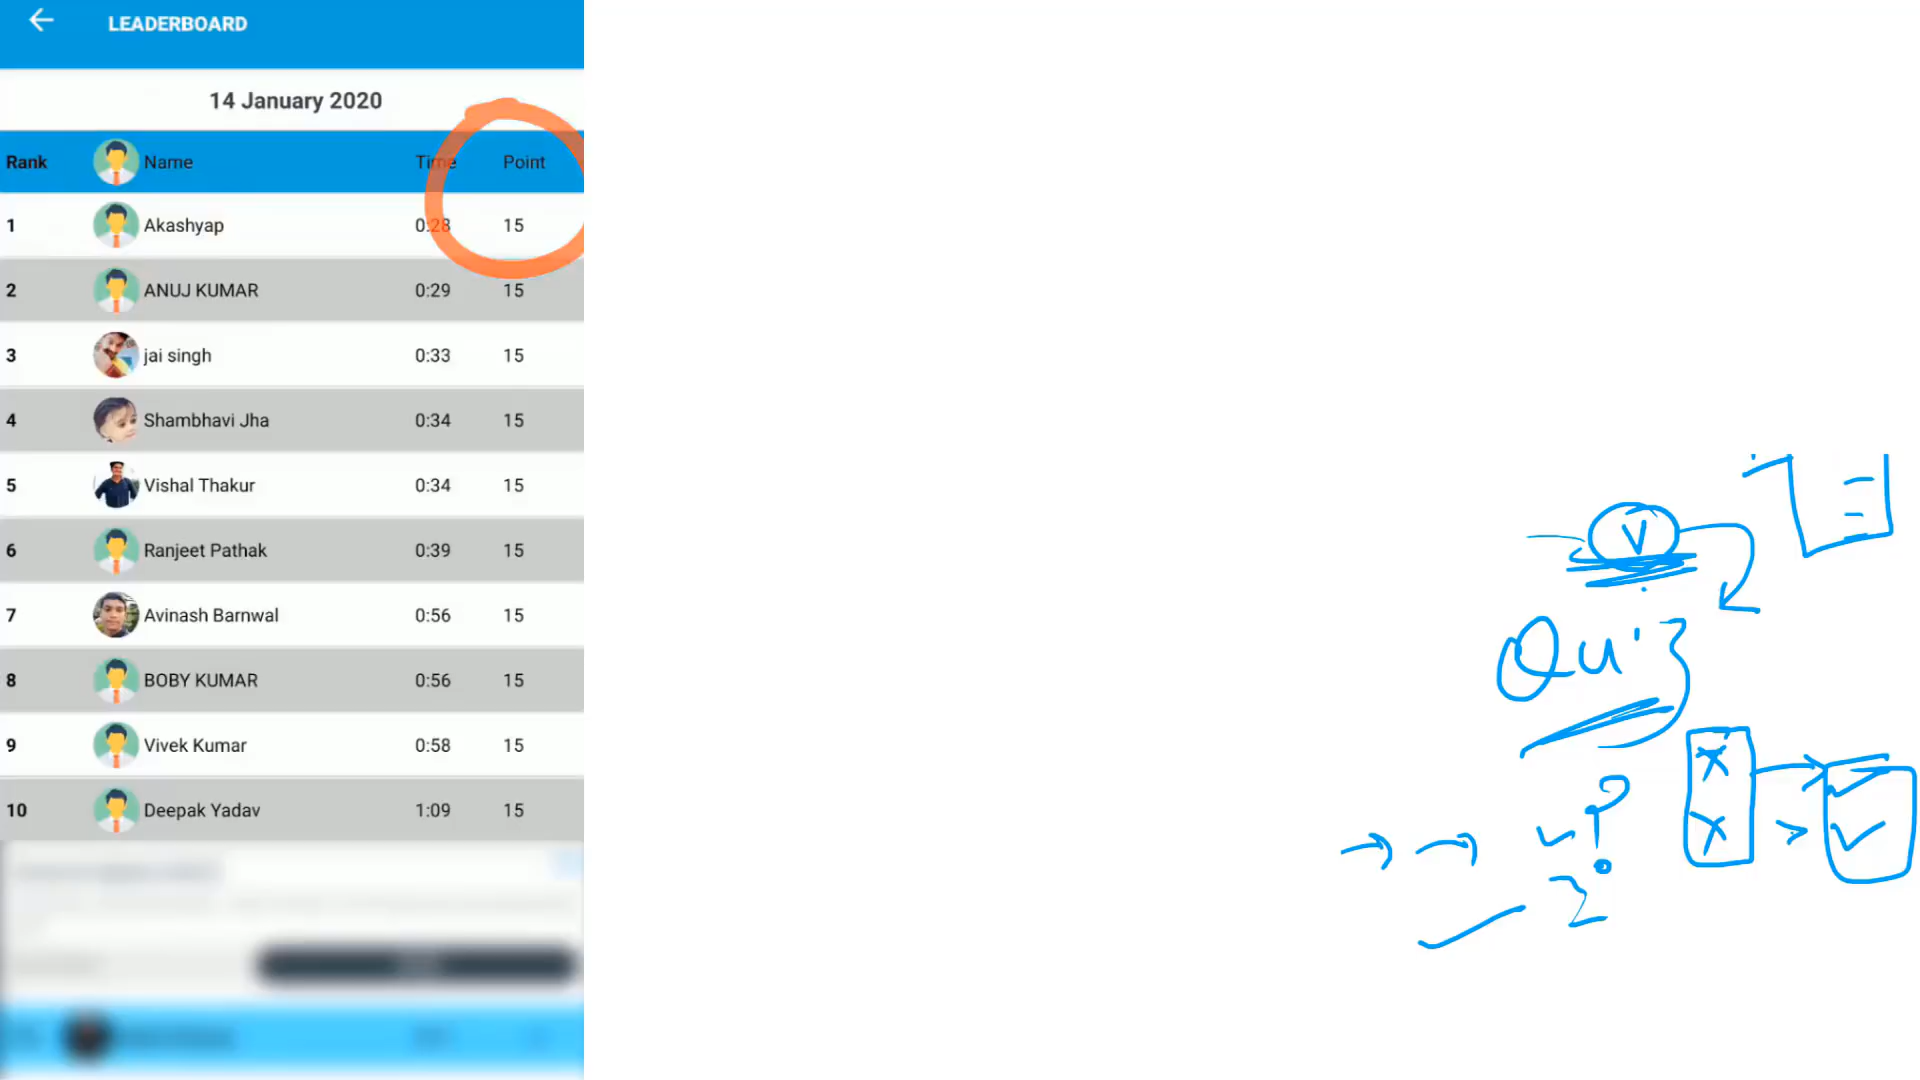 LEADERBOARD
14 January 2020
Rank Name Time Point
1 Akashyap 0:28 15
2 ANUJ KUMAR 0:29 15
3 jai singh 0:33 15
4 Shambhavi Jha 0:34 15
5 Vishal Thakur 0:34 15
6 Ranjeet Pathak 0:39 15
7 Avinash Barnwal 0:56 15
8 BOBY KUMAR 0:56 15
9 Vivek Kumar 0:58 15
10 Deepak Yadav 1:09 15
V
Quiz